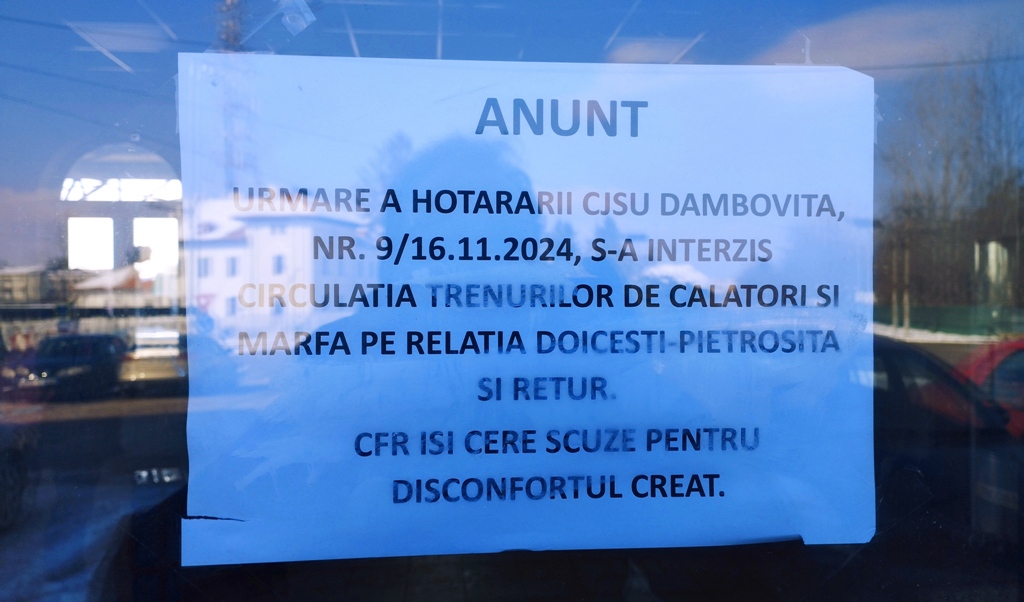 ANUNT
URMARE A HOTARARII CJSU DAMBOVITA,
NR. 9/16.11.2024, S-A INTERZIS
CIRCULATIA TRENURILOR DE CALATORI SI
MARFA PE RELATIA DOICESTI-PIETROSITA
SI RETUR.
CFR ISI CERE SCUZE PENTRU
DISCONFORTUL CREAT.